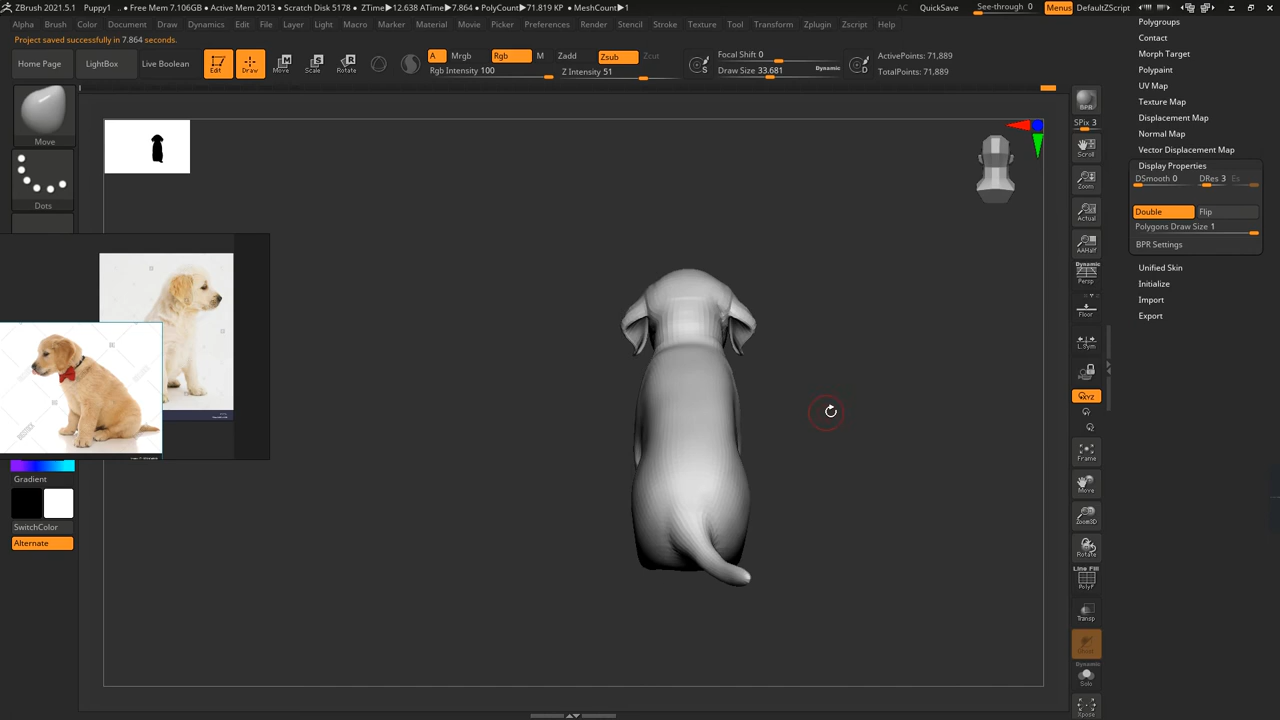 ZBrush 2021.5.1 Puppy1 .. ● Free Mem 7.106GB ● Active Mem 2013 ● Scratch Disk 5178 ● ZTime▶12.638 ATime▶7.864 ● PolyCount▶71.819 KP ● MeshCount▶1
AC QuickSave See-through 0 Menus DefaultZScript
Alpha Brush Color Document Draw Dynamics Edit File Layer Light Macro Marker Material Movie Picker Preferences Render Stencil Stroke Texture Tool Transform Zplugin Zscript Help
Project saved successfully in 7.864 seconds.
Home Page LightBox Live Boolean
Edit Draw Move Scale Rotate
A Mrgb Rgb M Zadd Zsub Zcut
Rgb Intensity 100 Z Intensity 51
S Focal Shift 0
Draw Size 33.681 Dynamic
D ActivePoints: 71,889
TotalPoints: 71,889
Move
Dots
Gradient
SwitchColor
Alternate
BPR
SPix 3
Scroll
Zoom
Actual
AAHalf
Dynamic
Persp
Floor
L.Sym
XYZ
Frame
Move
Zoom3D
Rotate
Line Fill
PolyF
Transp
Ghost
Dynamic
Solo
Xpose
Polygroups
Contact
Morph Target
Polypaint
UV Map
Texture Map
Displacement Map
Normal Map
Vector Displacement Map
Display Properties
DSmooth 0 DRes 3 Es
Double Flip
Polygons Draw Size 1
BPR Settings
Unified Skin
Initialize
Import
Export